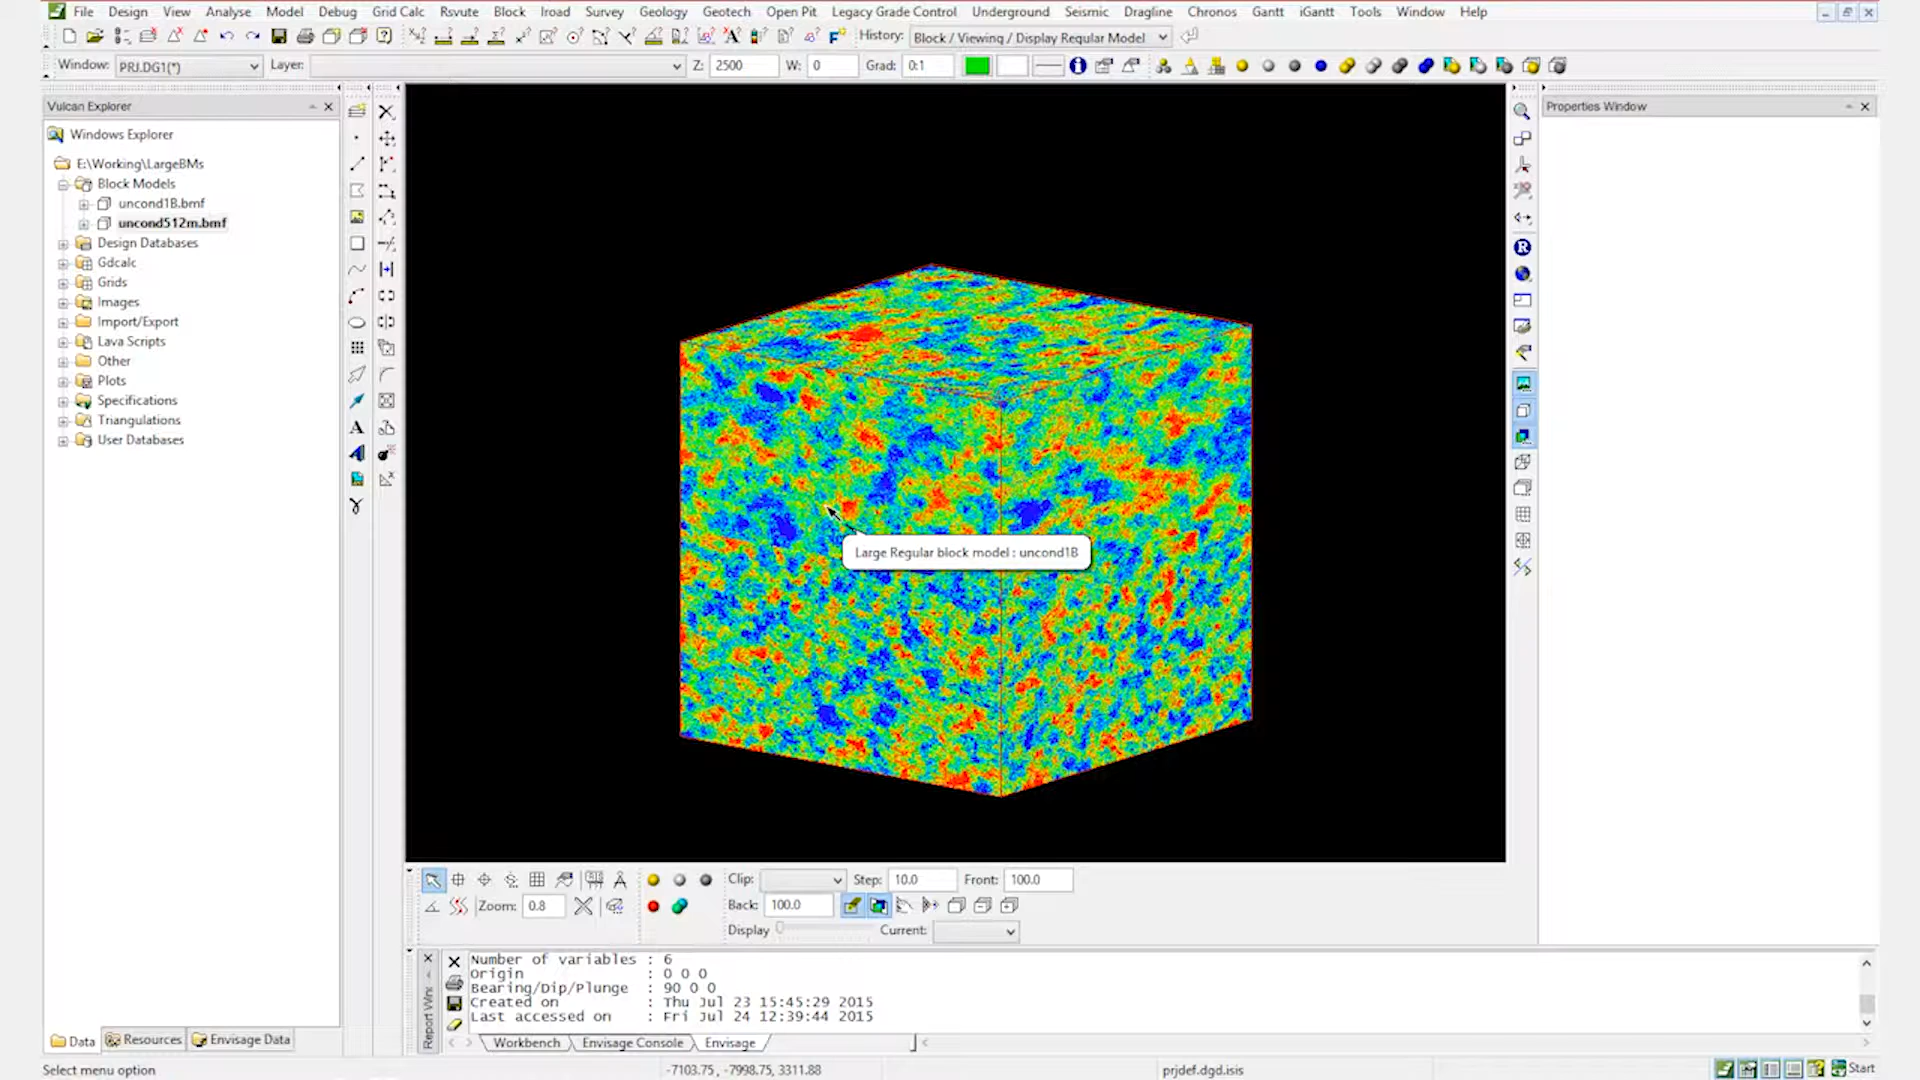 File Design View Analyse Model Debug Grid Calc Rsvute Block Iroad Survey Geology Geotech Open Pit Legacy Grade Control Underground Seismic Dragline Chronos Gantt iGantt Tools Window Help
History: Block / Viewing / Display Regular Model
Window: PRJ.DG1(*) Layer: Z: 2500 W: 0 Grad: 0:1
Vulcan Explorer
Properties Window
Windows Explorer
E:\Working\LargeBMs
Block Models
uncond1B.bmf
uncond512m.bmf
Design Databases
Gdcalc
Grids
Images
Import/Export
Lava Scripts
Other
Plots
Specifications
Triangulations
User Databases
Large Regular block model : uncond1B
Clip: Step: 10.0 Front: 100.0
Zoom: 0.8 Back: 100.0
Display Current:
Number of variables : 6
Origin : 0 0 0
Bearing/Dip/Plunge : 90 0 0
Created on : Thu Jul 23 15:45:29 2015
Last accessed on : Fri Jul 24 12:39:44 2015
Data Resources Envisage Data
Workbench Envisage Console Envisage
Select menu option -7103.75 , -7998.75, 3311.88 prjdef.dgd.isis Start